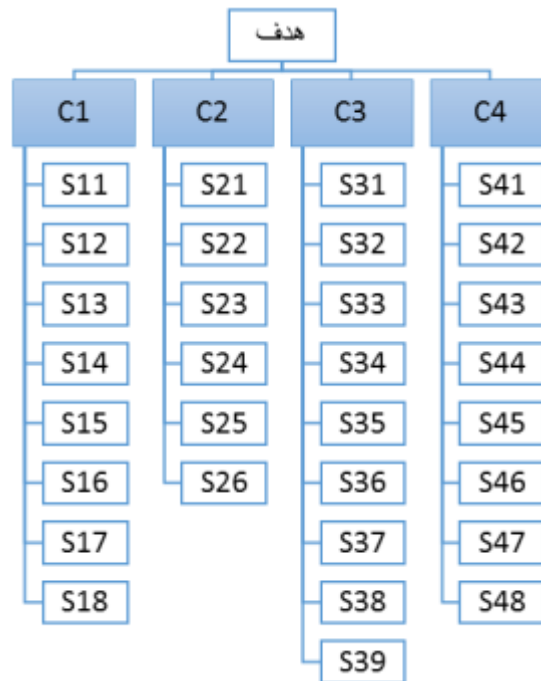 هدف
C1 C2 C3 C4
S11 S21 S31 S41
S12 S22 S32 S42
S13 S23 S33 S43
S14 S24 S34 S44
S15 S25 S35 S45
S16 S26 S36 S46
S17 S37 S47
S18 S38 S48
S39